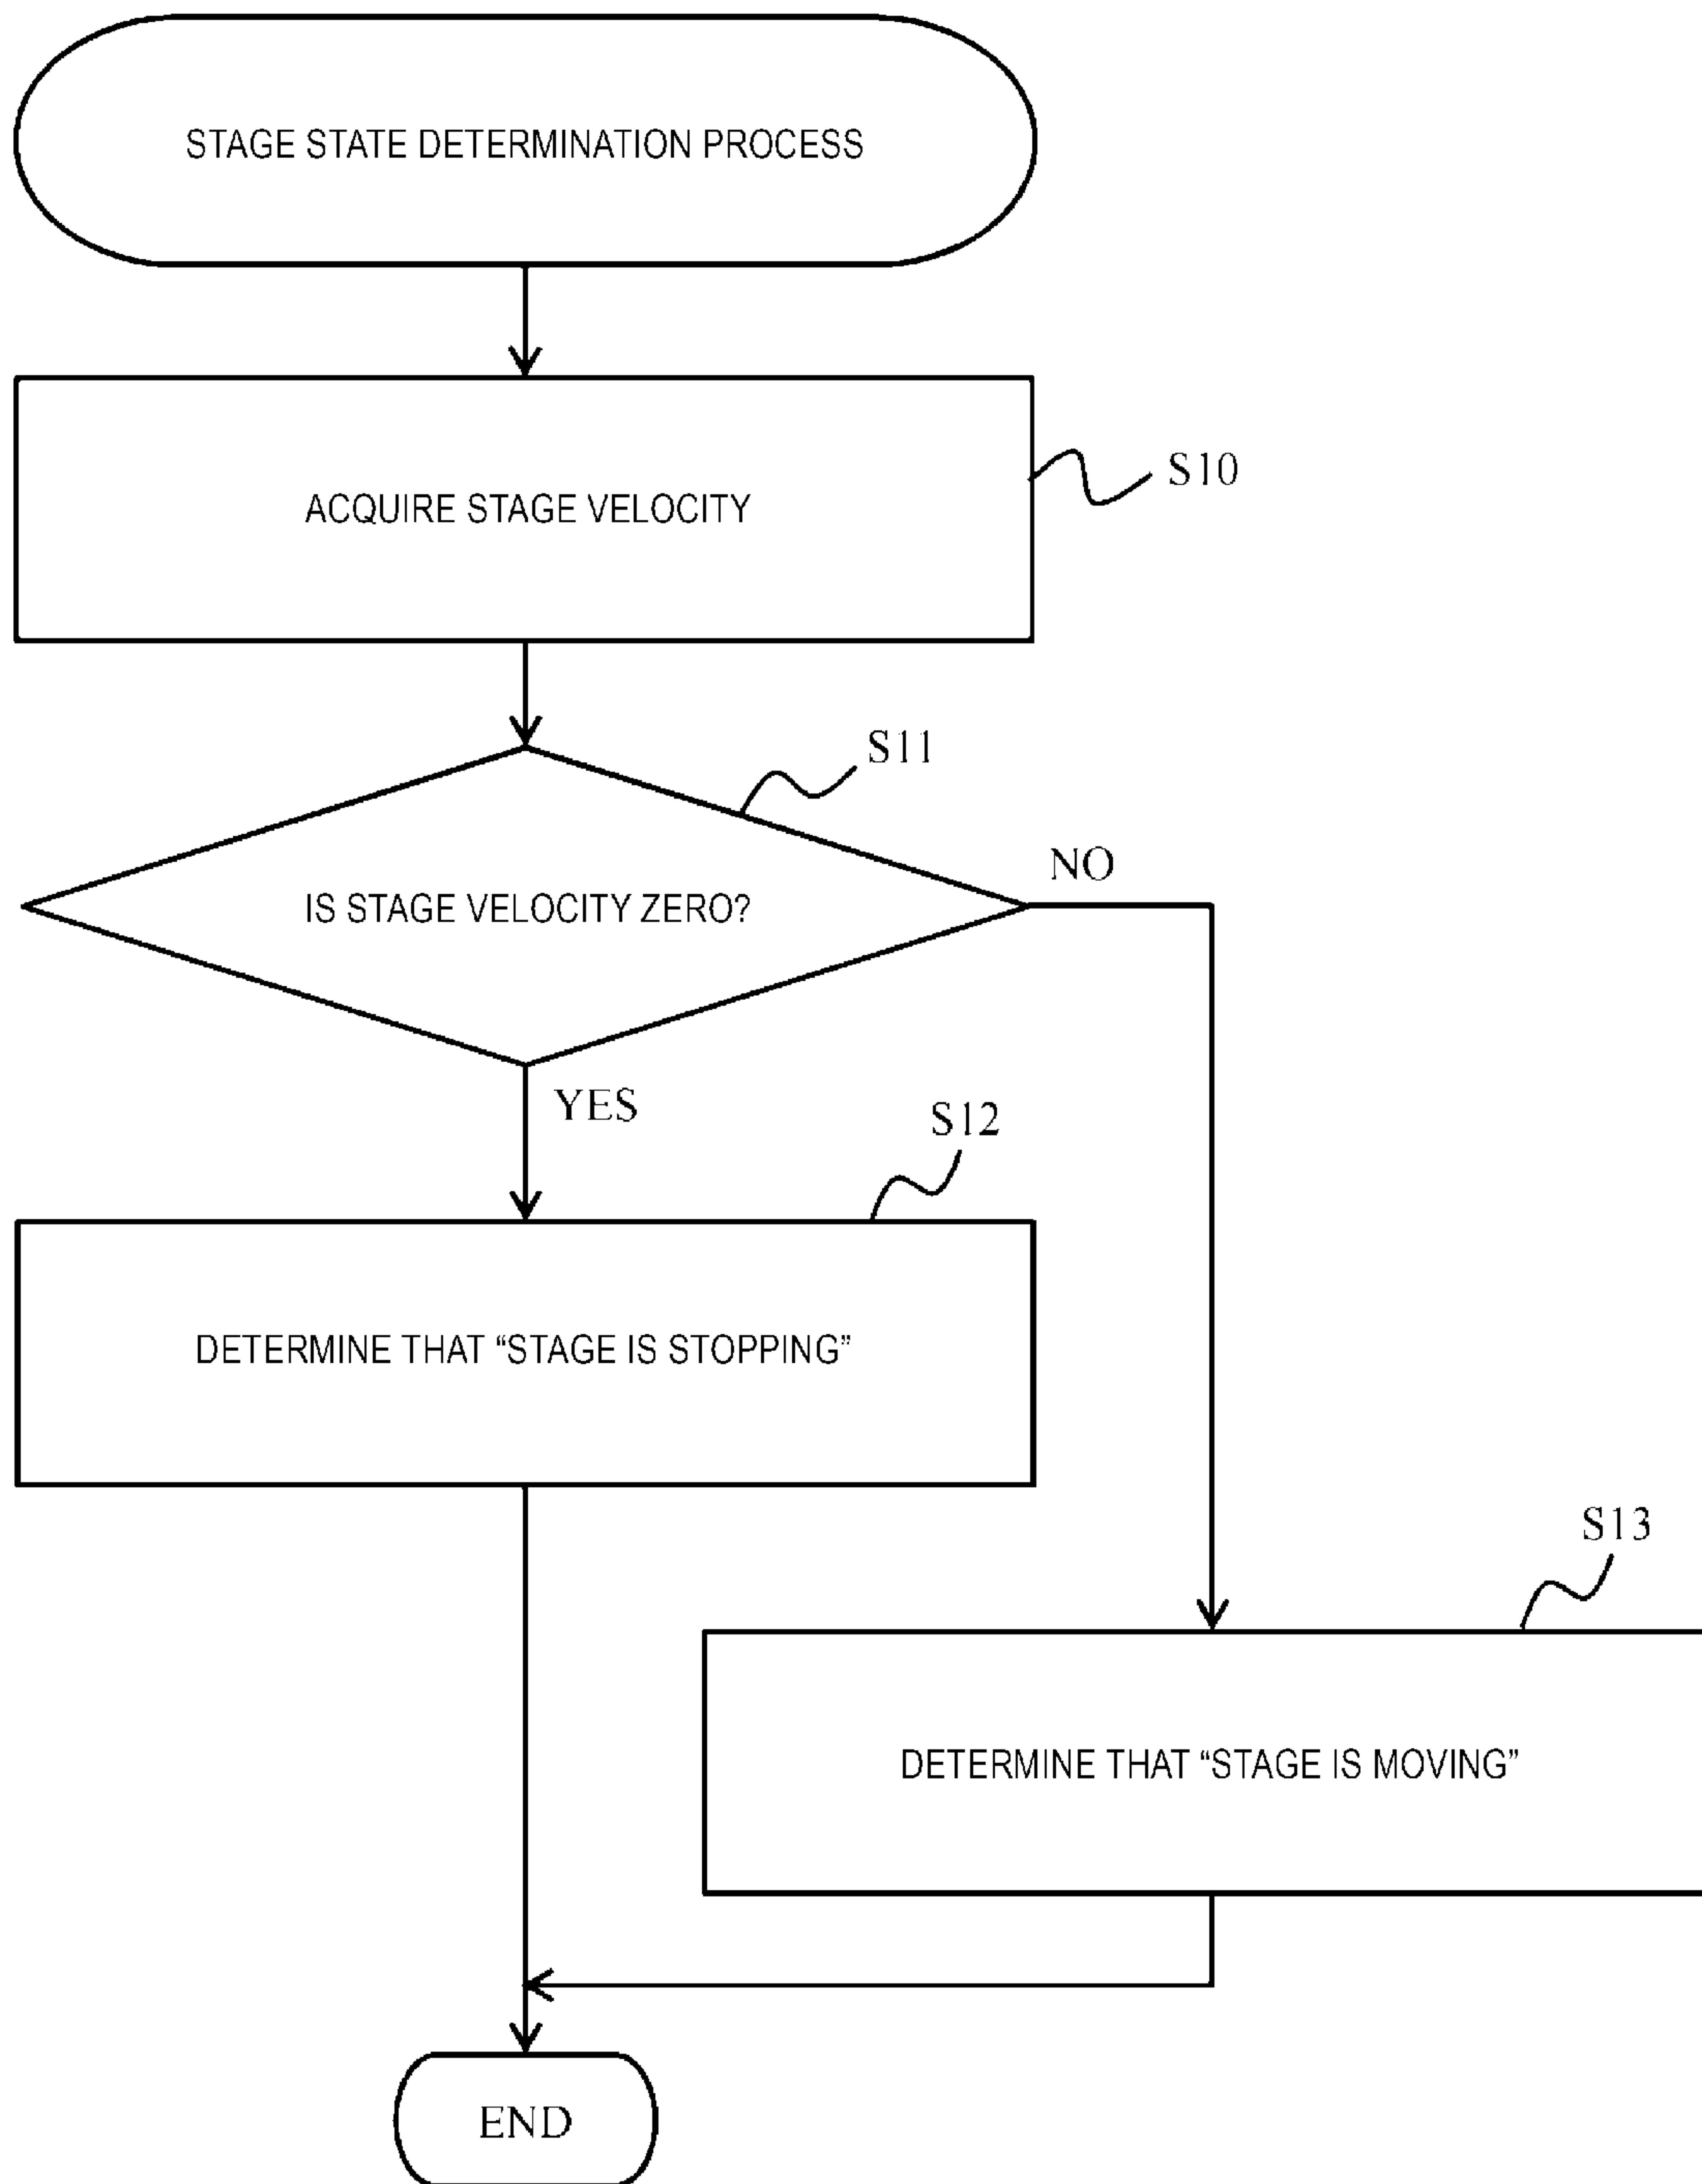 STAGE STATE DETERMINATION PROCESS
ACQUIRE STAGE VELOCITY
S10
S11
IS STAGE VELOCITY ZERO?
NO
YES
S12
DETERMINE THAT “STAGE IS STOPPING”
S13
DETERMINE THAT “STAGE IS MOVING”
END